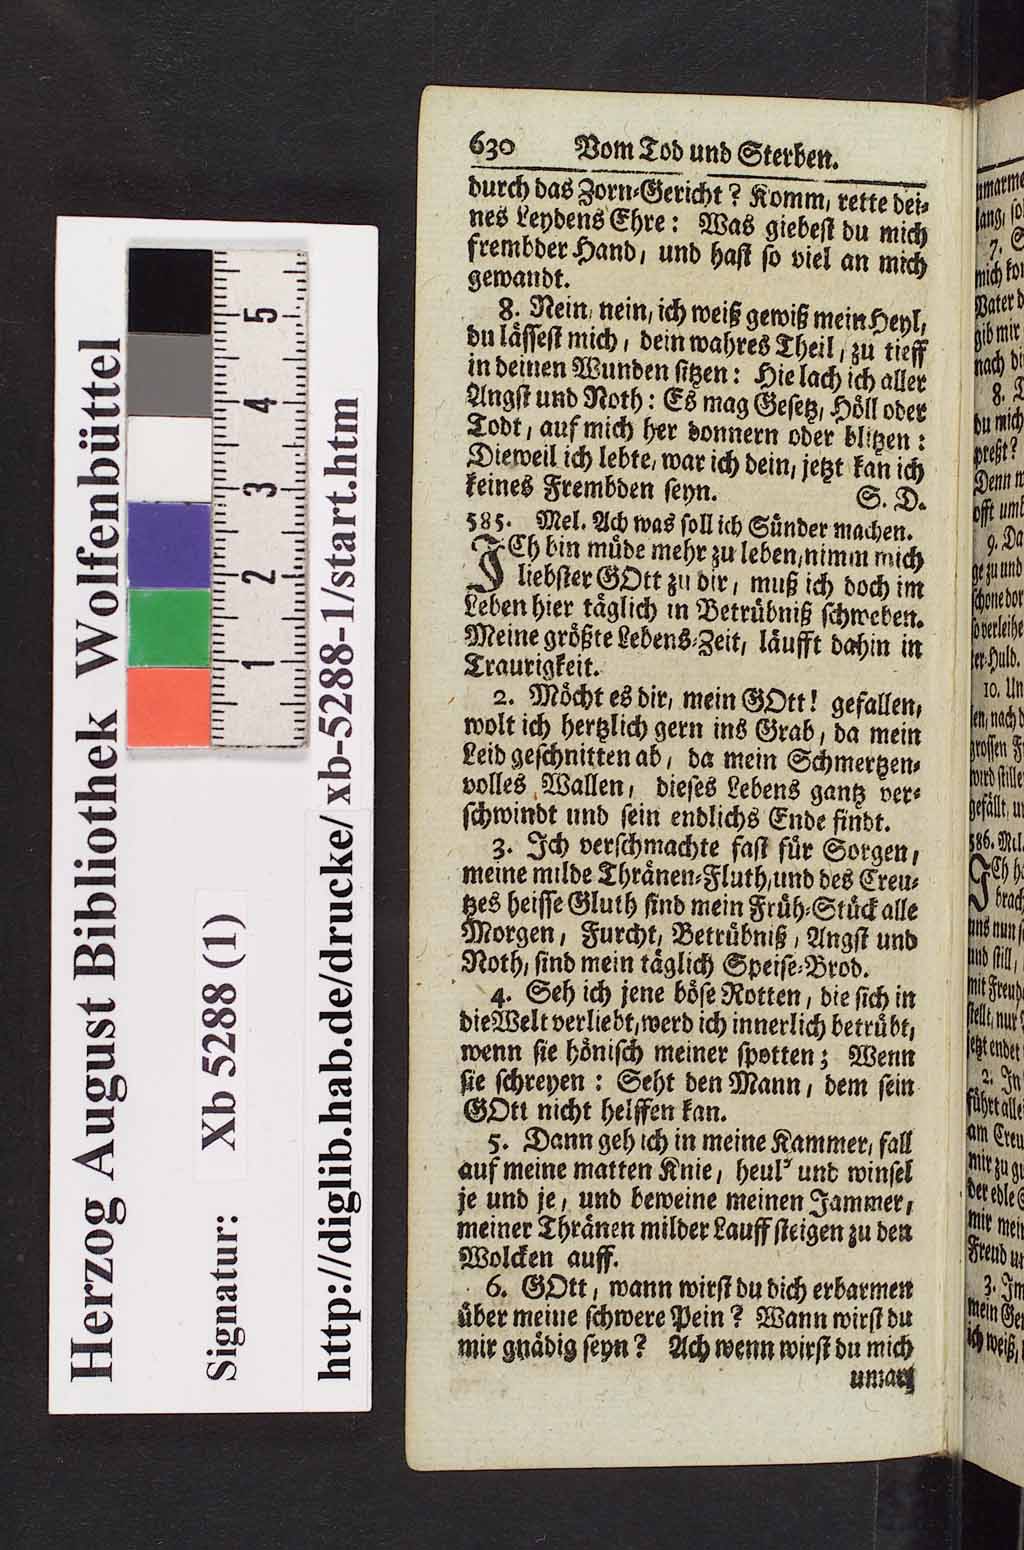 630 Vom Tod und Sterben.
durch das Zorn-Gericht? Komm, rette dei-
nes Leydens Ehre: Was giebest du mich
frembder Hand, und hast so viel an mich
gewandt.
8. Nein, nein, ich weiß gewiß mein Heyl,
du lässest mich, dein wahres Theil, zu tieff
in deinen Wunden sitzen: Hie lach ich aller
Angst und Noth: Es mag Gesetz, Höll oder
Todt, auf mich her donnern oder blitzen:
Dieweil ich lebte, war ich dein, jetzt kan ich
keines Frembden seyn. S. D.
585. Mel. Ach was soll ich Sünder machen.
ICh bin müde mehr zu leben, nimm mich
liebster GOtt zu dir, muß ich doch im
Leben hier täglich in Betrübniß schweben.
Meine größte Lebens-Zeit, läufft dahin in
Traurigkeit.
2. Möcht es dir, mein GOtt! gefallen,
wolt ich hertzlich gern ins Grab, da mein
Leid geschnitten ab, da mein Schmertzen-
volles Wallen, dieses Lebens gantz ver-
schwindt und sein endlichs Ende findt.
3. Ich verschmachte fast für Sorgen,
meine milde Thränen-Fluth, und des Creu-
tzes heisse Gluth sind mein Früh-Stück alle
Morgen, Furcht, Betrübniß, Angst und
Noth, sind mein täglich Speise-Brod.
4. Seh ich jene böse Rotten, die sich in
die Welt verliebt, werd ich innerlich betrübt,
wenn sie hönisch meiner spotten; Wenn
sie schreyen: Seht den Mann, dem sein
GOtt nicht helffen kan.
5. Dann geh ich in meine Kammer, fall
auf meine matten Knie, heul' und winsel
je und je, und beweine meinen Jammer,
meiner Thränen milder Lauff steigen zu den
Wolcken auff.
6. GOtt, wann wirst du dich erbarmen
über meine schwere Pein? Wann wirst du
mir gnädig seyn? Ach wenn wirst du mich
umar-
Herzog August Bibliothek Wolfenbüttel
Signatur: Xb 5288 (1)
http://diglib.hab.de/drucke/ xb-5288-1/start.htm
1 2 3 4 5